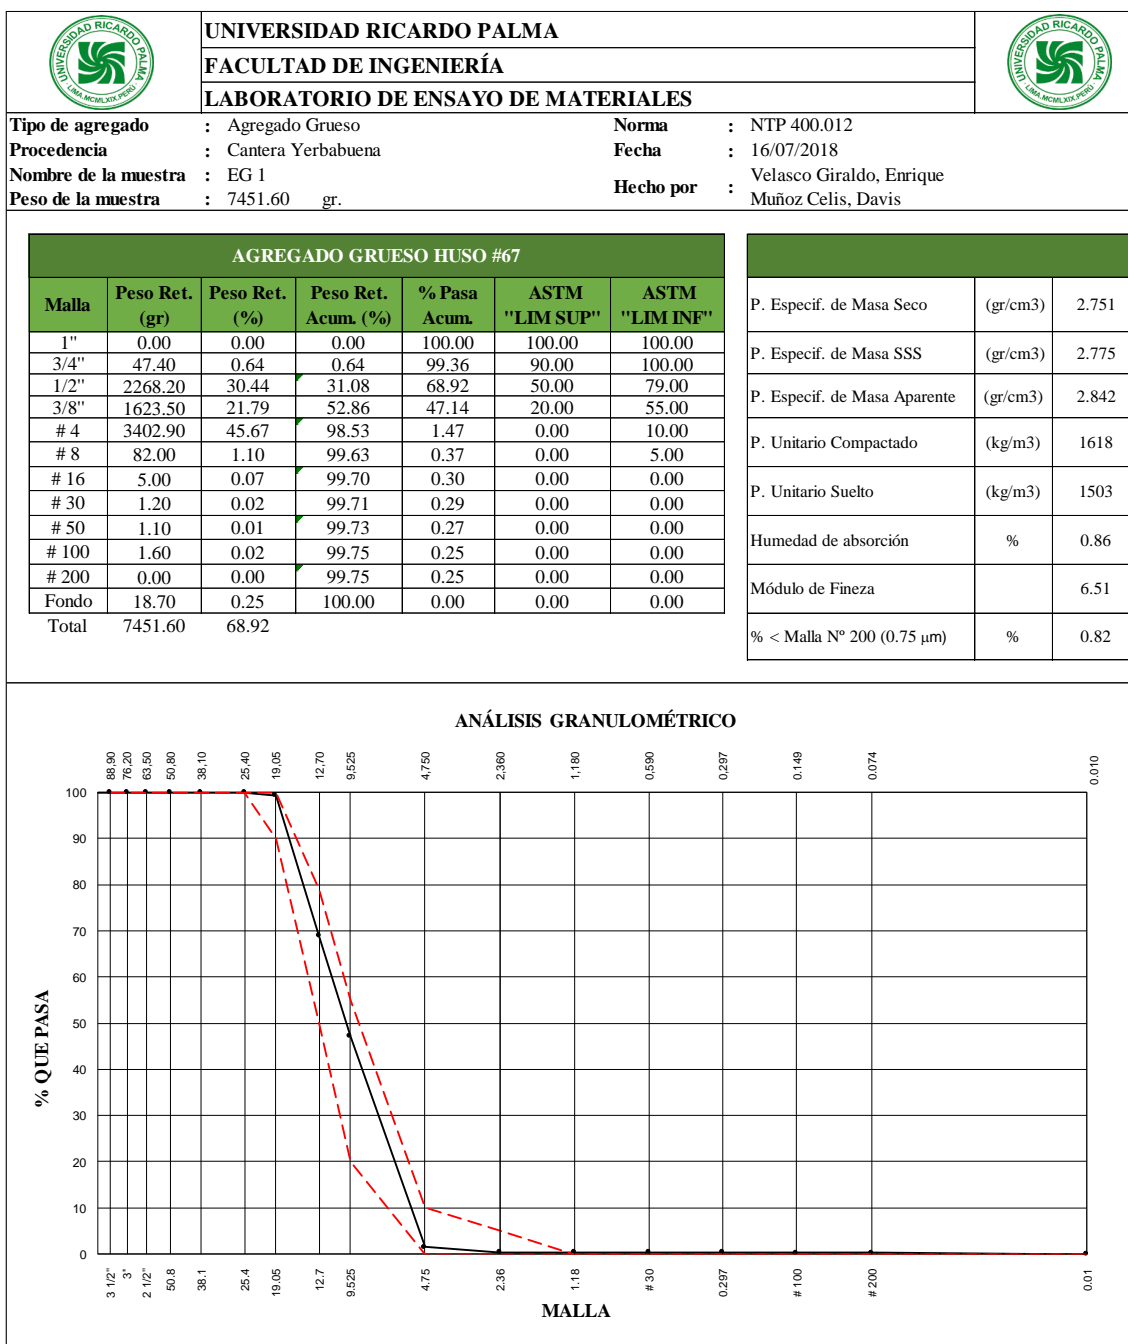 UNIVERSIDAD RICARDO PALMA
LIMA.MCMLXIX.PERÚ
UNIVERSIDAD RICARDO PALMA
FACULTAD DE INGENIERÍA
LABORATORIO DE ENSAYO DE MATERIALES
UNIVERSIDAD RICARDO PALMA
LIMA.MCMLXIX.PERÚ
Tipo de agregado : Agregado Grueso Norma : NTP 400.012
Procedencia : Cantera Yerbabuena Fecha : 16/07/2018
Nombre de la muestra : EG 1 Hecho por : Velasco Giraldo, Enrique
Peso de la muestra : 7451.60 gr. Muñoz Celis, Davis
AGREGADO GRUESO HUSO #67
Malla Peso Ret. (gr) Peso Ret. (%) Peso Ret. Acum. (%) % Pasa Acum. ASTM "LIM SUP" ASTM "LIM INF"
1" 0.00 0.00 0.00 100.00 100.00 100.00
3/4" 47.40 0.64 0.64 99.36 90.00 100.00
1/2" 2268.20 30.44 31.08 68.92 50.00 79.00
3/8" 1623.50 21.79 52.86 47.14 20.00 55.00
# 4 3402.90 45.67 98.53 1.47 0.00 10.00
# 8 82.00 1.10 99.63 0.37 0.00 5.00
# 16 5.00 0.07 99.70 0.30 0.00 0.00
# 30 1.20 0.02 99.71 0.29 0.00 0.00
# 50 1.10 0.01 99.73 0.27 0.00 0.00
# 100 1.60 0.02 99.75 0.25 0.00 0.00
# 200 0.00 0.00 99.75 0.25 0.00 0.00
Fondo 18.70 0.25 100.00 0.00 0.00 0.00
Total 7451.60 68.92
P. Especif. de Masa Seco (gr/cm3) 2.751
P. Especif. de Masa SSS (gr/cm3) 2.775
P. Especif. de Masa Aparente (gr/cm3) 2.842
P. Unitario Compactado (kg/m3) 1618
P. Unitario Suelto (kg/m3) 1503
Humedad de absorción % 0.86
Módulo de Fineza 6.51
% < Malla Nº 200 (0.75 µm) % 0.82
ANÁLISIS GRANULOMÉTRICO
88,90 76,20 63,50 50,80 38,10 25,40 19,05 12,70 9.525 4,750 2,360 1,180 0,590 0,297 0.149 0.074 0.010
100
90
80
70
60
50
40
30
20
10
0
% QUE PASA
3 1/2" 3" 2 1/2" 50.8 38.1 25.4 19.05 12.7 9.525 4.75 2.36 1.18 # 30 0.297 # 100 # 200 0.01
MALLA